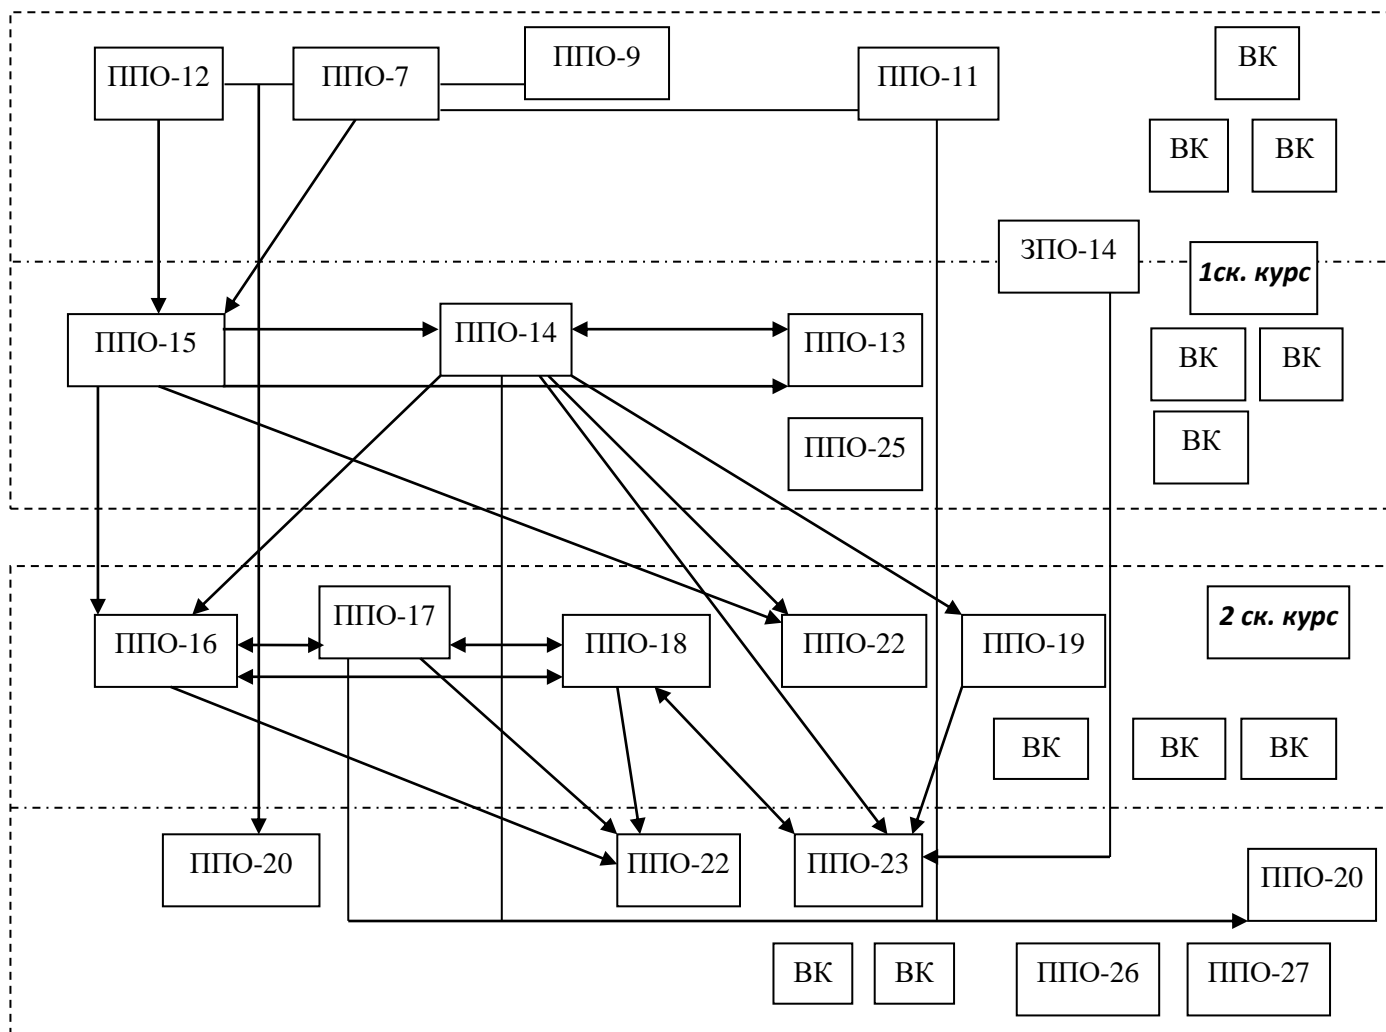 ППО-12
ППО-7
ППО-9
ППО-11
ВК
ВК
ВК
ЗПО-14
1ск. курс
ППО-15
ППО-14
ППО-13
ВК
ВК
ППО-25
ВК
ППО-16
ППО-17
ППО-18
ППО-22
ППО-19
2 ск. курс
ВК
ВК
ВК
ППО-20
ППО-22
ППО-23
ППО-20
ВК
ВК
ППО-26
ППО-27